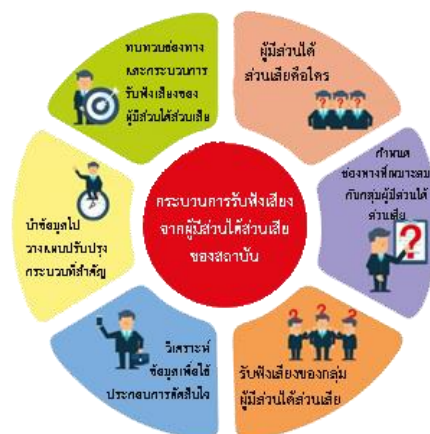 กระบวนการรับฟังเสียง
จากผู้มีส่วนได้ส่วนเสีย
ของสถาบัน
ผู้มีส่วนได้
ส่วนเสียคือใคร
กำหนด
ช่องทางที่เหมาะสม
กับกลุ่มผู้มีส่วนได้
ส่วนเสีย
รับฟังเสียงของกลุ่ม
ผู้มีส่วนได้ส่วนเสีย
วิเคราะห์
ข้อมูลเพื่อใช้
ประกอบการตัดสินใจ
นำข้อมูลไป
วางแผนปรับปรุง
กระบวนที่สำคัญ
ทบทวนช่องทาง
และกระบวนการ
รับฟังเสียงของ
ผู้มีส่วนได้ส่วนเสีย